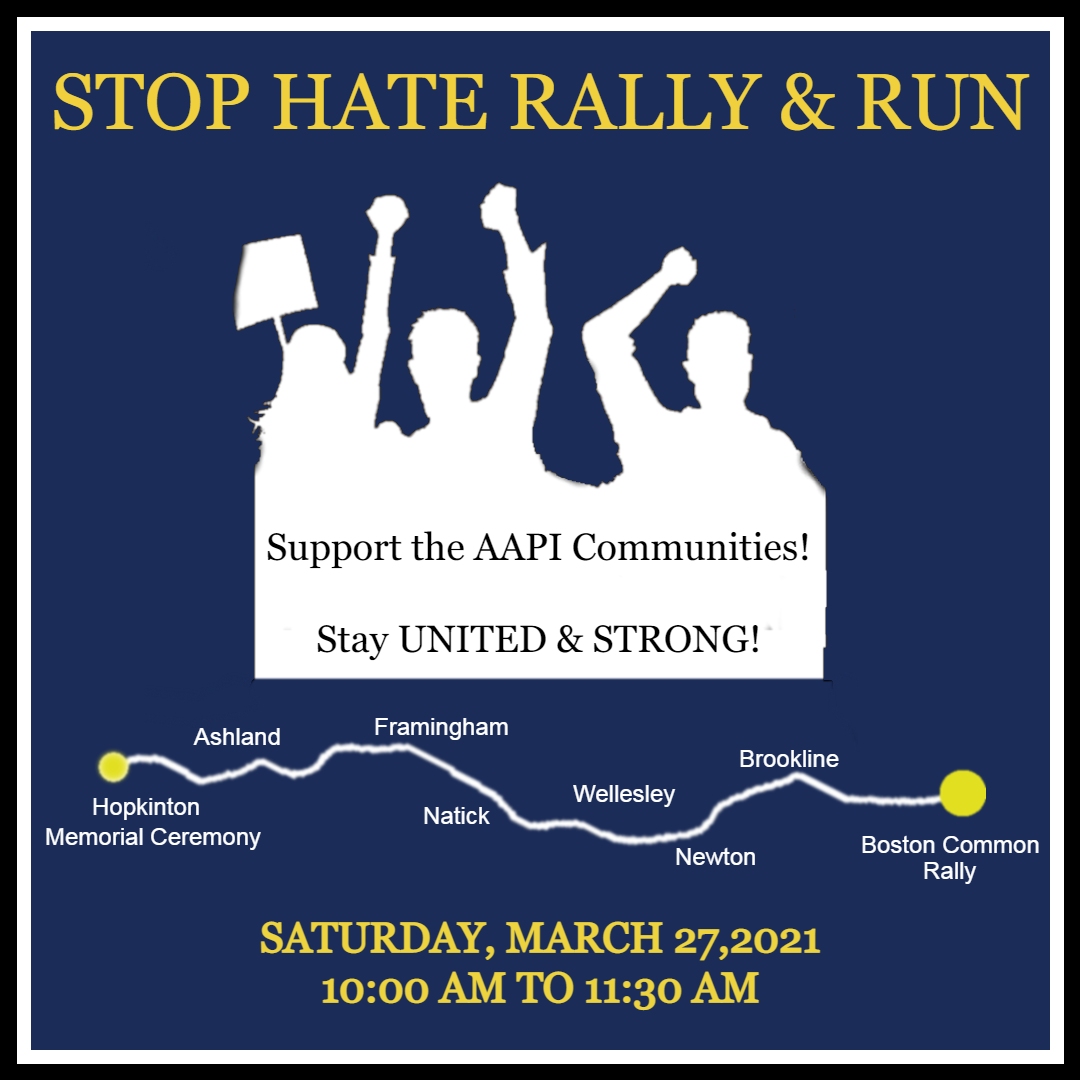 STOP HATE RALLY & RUN
Support the AAPI Communities!
Stay UNITED & STRONG!
Ashland
Framingham
Brookline
Hopkinton
Memorial Ceremony
Natick
Wellesley
Newton
Boston Common
Rally
SATURDAY, MARCH 27,2021
10:00 AM TO 11:30 AM